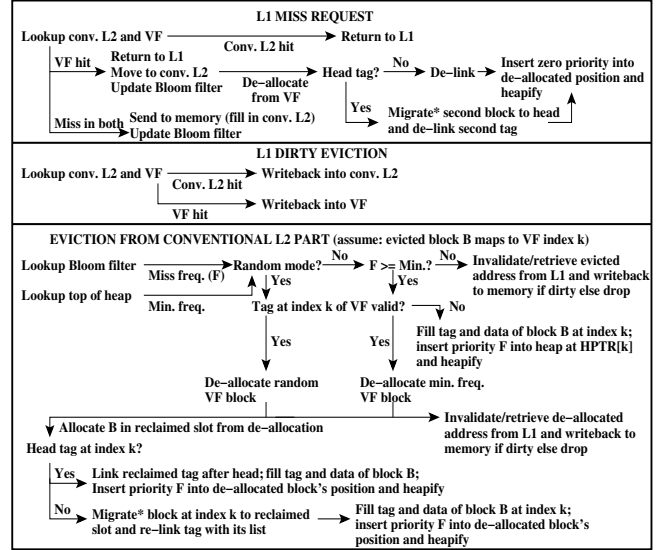 L1 MISS REQUEST
Lookup conv. L2 and VF
Conv. L2 hit
Return to L1
VF hit
Return to L1
Move to conv. L2
Update Bloom filter
De-allocate
from VF
Head tag?
No
De-link
Insert zero priority into
de-allocated position and
heapify
Yes
Migrate* second block to head
and de-link second tag
Miss in both
Send to memory (fill in conv. L2)
Update Bloom filter
L1 DIRTY EVICTION
Lookup conv. L2 and VF
Conv. L2 hit
Writeback into conv. L2
VF hit
Writeback into VF
EVICTION FROM CONVENTIONAL L2 PART (assume: evicted block B maps to VF index k)
Lookup Bloom filter
Miss freq. (F)
Random mode?
No
F >= Min.?
No
Invalidate/retrieve evicted
address from L1 and writeback
to memory if dirty else drop
Lookup top of heap
Min. freq.
Yes
Yes
Tag at index k of VF valid?
No
Fill tag and data of block B at index k;
insert priority F into heap at HPTR[k]
and heapify
Yes
Yes
De-allocate random
VF block
De-allocate min. freq.
VF block
Allocate B in reclaimed slot from de-allocation
Invalidate/retrieve de-allocated
address from L1 and writeback to
memory if dirty else drop
Head tag at index k?
Yes
Link reclaimed tag after head; fill tag and data of block B;
Insert priority F into de-allocated block's position and heapify
No
Migrate* block at index k to reclaimed
slot and re-link tag with its list
Fill tag and data of block B at index k;
insert priority F into de-allocated block's
position and heapify